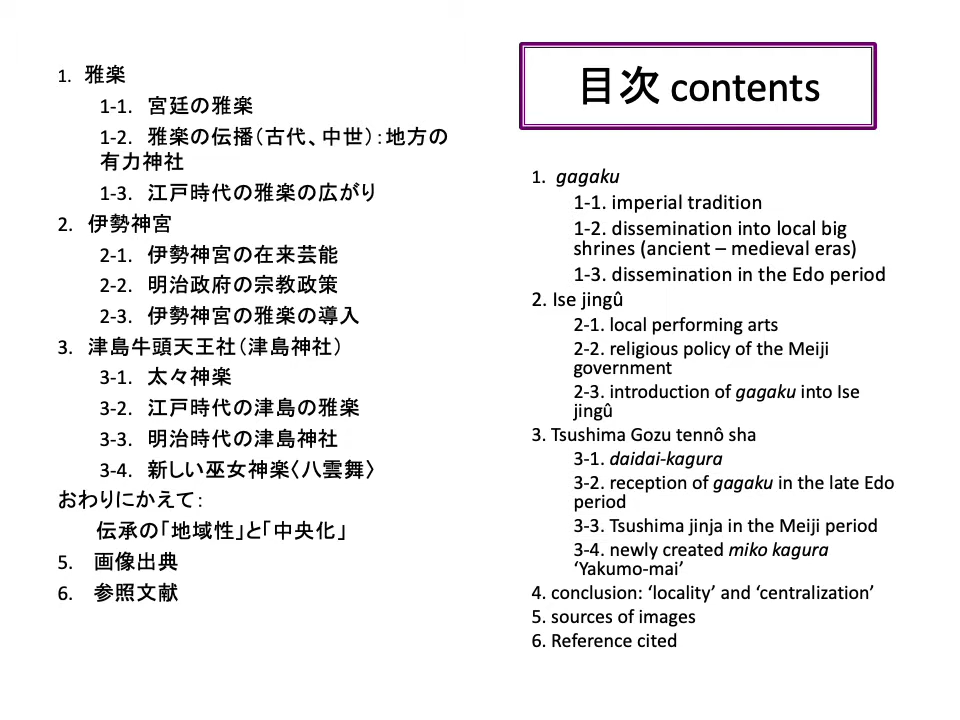 1. 雅楽
1-1. 宮廷の雅楽
1-2. 雅楽の伝播（古代、中世）：地方の
有力神社
1-3. 江戸時代の雅楽の広がり
2. 伊勢神宮
2-1. 伊勢神宮の在来芸能
2-2. 明治政府の宗教政策
2-3. 伊勢神宮の雅楽の導入
3. 津島牛頭天王社（津島神社）
3-1. 太々神楽
3-2. 江戸時代の津島の雅楽
3-3. 明治時代の津島神社
3-4. 新しい巫女神楽〈八雲舞〉
おわりにかえて：
伝承の「地域性」と「中央化」
5. 画像出典
6. 参照文献
目次 contents
1. gagaku
1-1. imperial tradition
1-2. dissemination into local big
shrines (ancient – medieval eras)
1-3. dissemination in the Edo period
2. Ise jingû
2-1. local performing arts
2-2. religious policy of the Meiji
government
2-3. introduction of gagaku into Ise
jingû
3. Tsushima Gozu tennô sha
3-1. daidai-kagura
3-2. reception of gagaku in the late Edo
period
3-3. Tsushima jinja in the Meiji period
3-4. newly created miko kagura
‘Yakumo-mai’
4. conclusion: ‘locality’ and ‘centralization’
5. sources of images
6. Reference cited